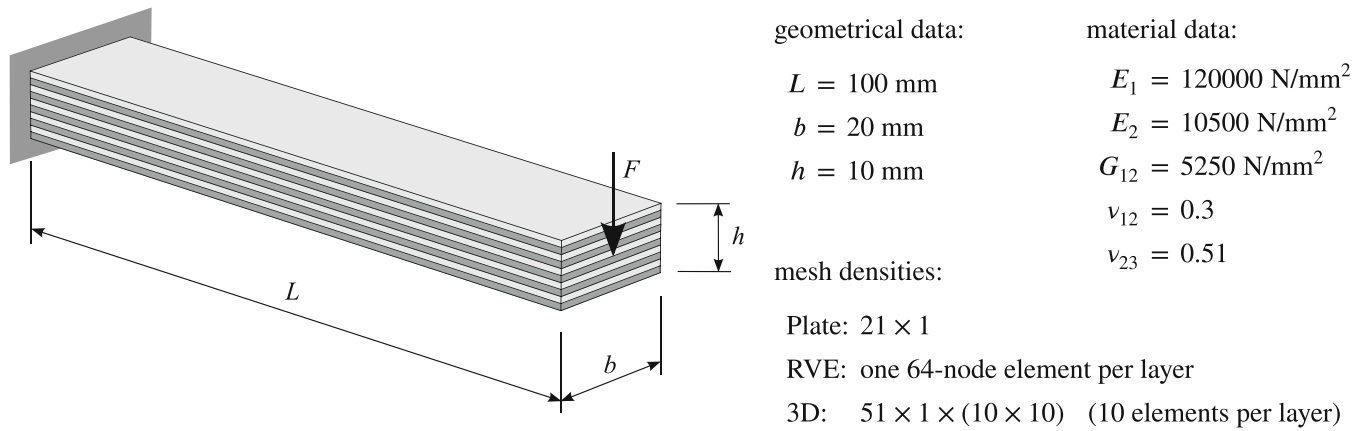 geometrical data:
L = 100 mm
b = 20 mm
h = 10 mm
material data:
E₁ = 120000 N/mm²
E₂ = 10500 N/mm²
G₁₂ = 5250 N/mm²
ν₁₂ = 0.3
ν₂₃ = 0.51
mesh densities:
Plate: 21 × 1
RVE: one 64-node element per layer
3D: 51 × 1 × (10 × 10) (10 elements per layer)
F
h
L
b